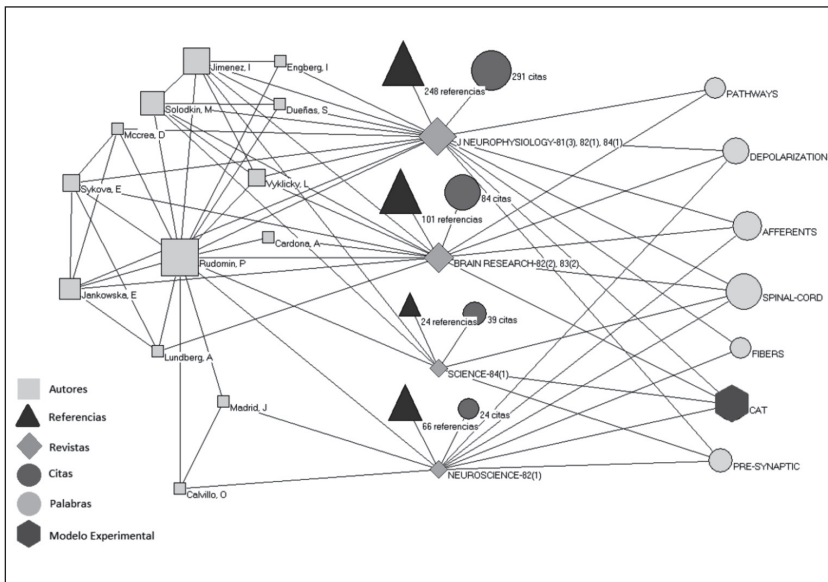 Jimenez, I
Engberg, I
Solodkin, M
Dueñas, S
Mccrea, D
Sykova, E
Vyklicky, L
Cardona, A
Rudomin, P
Jankowska, E
Lundberg, A
Madrid, J
Calvillo, O
248 referencias
291 citas
J NEUROPHYSIOLOGY-81(3), 82(1), 84(1)
101 referencias
84 citas
BRAIN RESEARCH-82(2), 83(2)
24 referencias
39 citas
SCIENCE-84(1)
66 referencias
24 citas
NEUROSCIENCE-82(1)
PATHWAYS
DEPOLARIZATION
AFFERENTS
SPINAL-CORD
FIBERS
CAT
PRE-SYNAPTIC
Autores
Referencias
Revistas
Citas
Palabras
Modelo Experimental